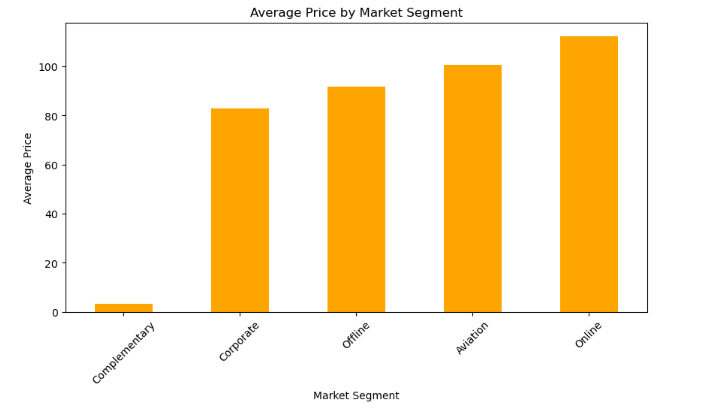 Average Price by Market Segment
Average Price
100
80
60
40
20
0
Complementary
Corporate
Offline
Aviation
Online
Market Segment